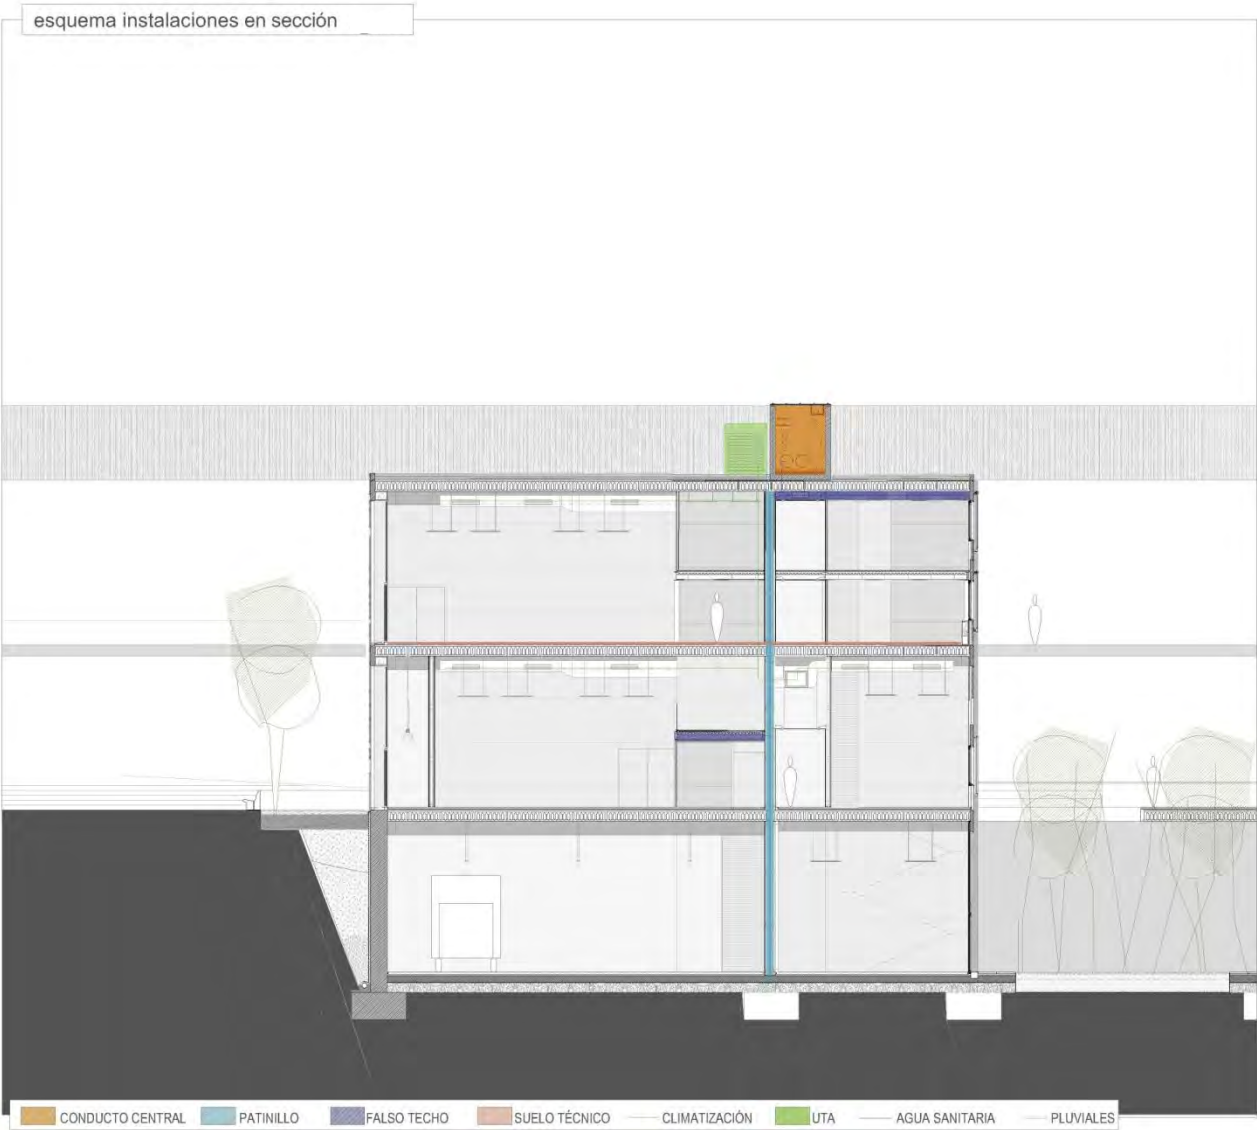 esquema instalaciones en sección
CONDUCTO CENTRAL PATINILLO FALSO TECHO SUELO TÉCNICO CLIMATIZACIÓN UTA AGUA SANITARIA PLUVIALES